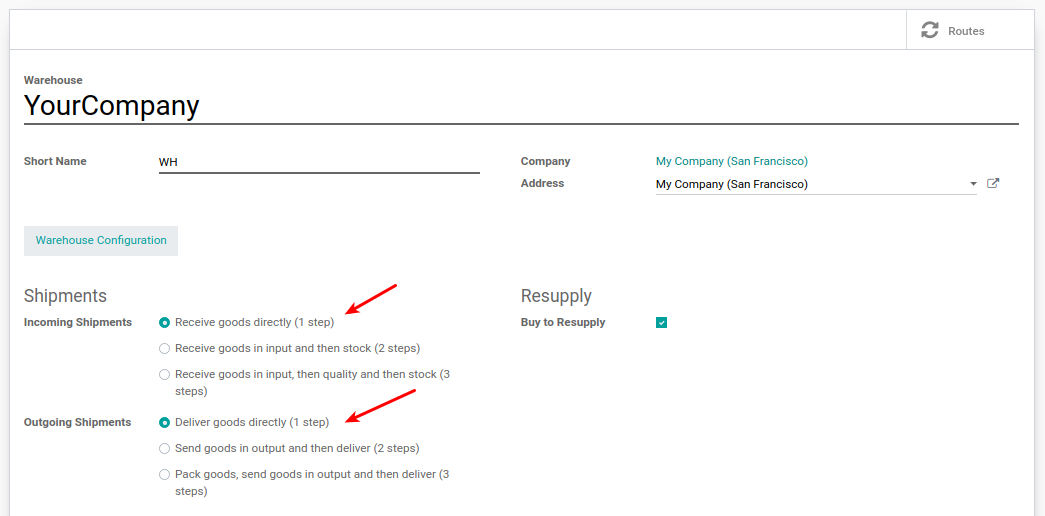 Routes
Warehouse
YourCompany
Short Name WH
Company My Company (San Francisco)
Address My Company (San Francisco)
Warehouse Configuration
Shipments
Incoming Shipments Receive goods directly (1 step)
Receive goods in input and then stock (2 steps)
Receive goods in input, then quality and then stock (3
steps)
Outgoing Shipments Deliver goods directly (1 step)
Send goods in output and then deliver (2 steps)
Pack goods, send goods in output and then deliver (3
steps)
Resupply
Buy to Resupply